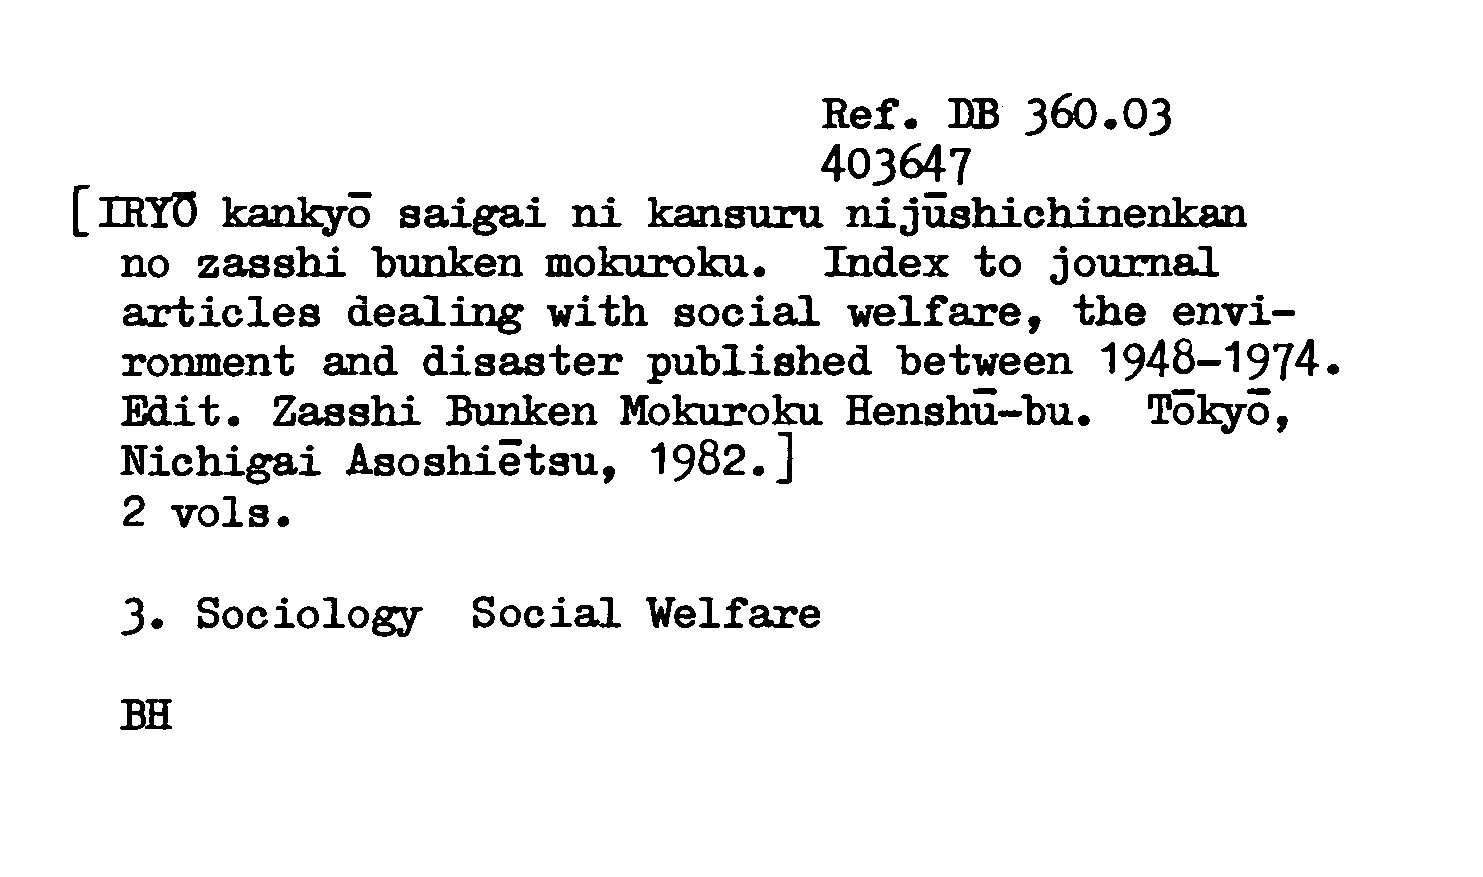 Ref. DB 360.03
403647
[IRYŌ kankyō saigai ni kansuru nijūshichinenkan
no zasshi bunken mokuroku. Index to journal
articles dealing with social welfare, the envi-
ronment and disaster published between 1948-1974.
Edit. Zasshi Bunken Mokuroku Henshū-bu. Tōkyō,
Nichigai Asoshiētsu, 1982.]
2 vols.
3. Sociology Social Welfare
BH